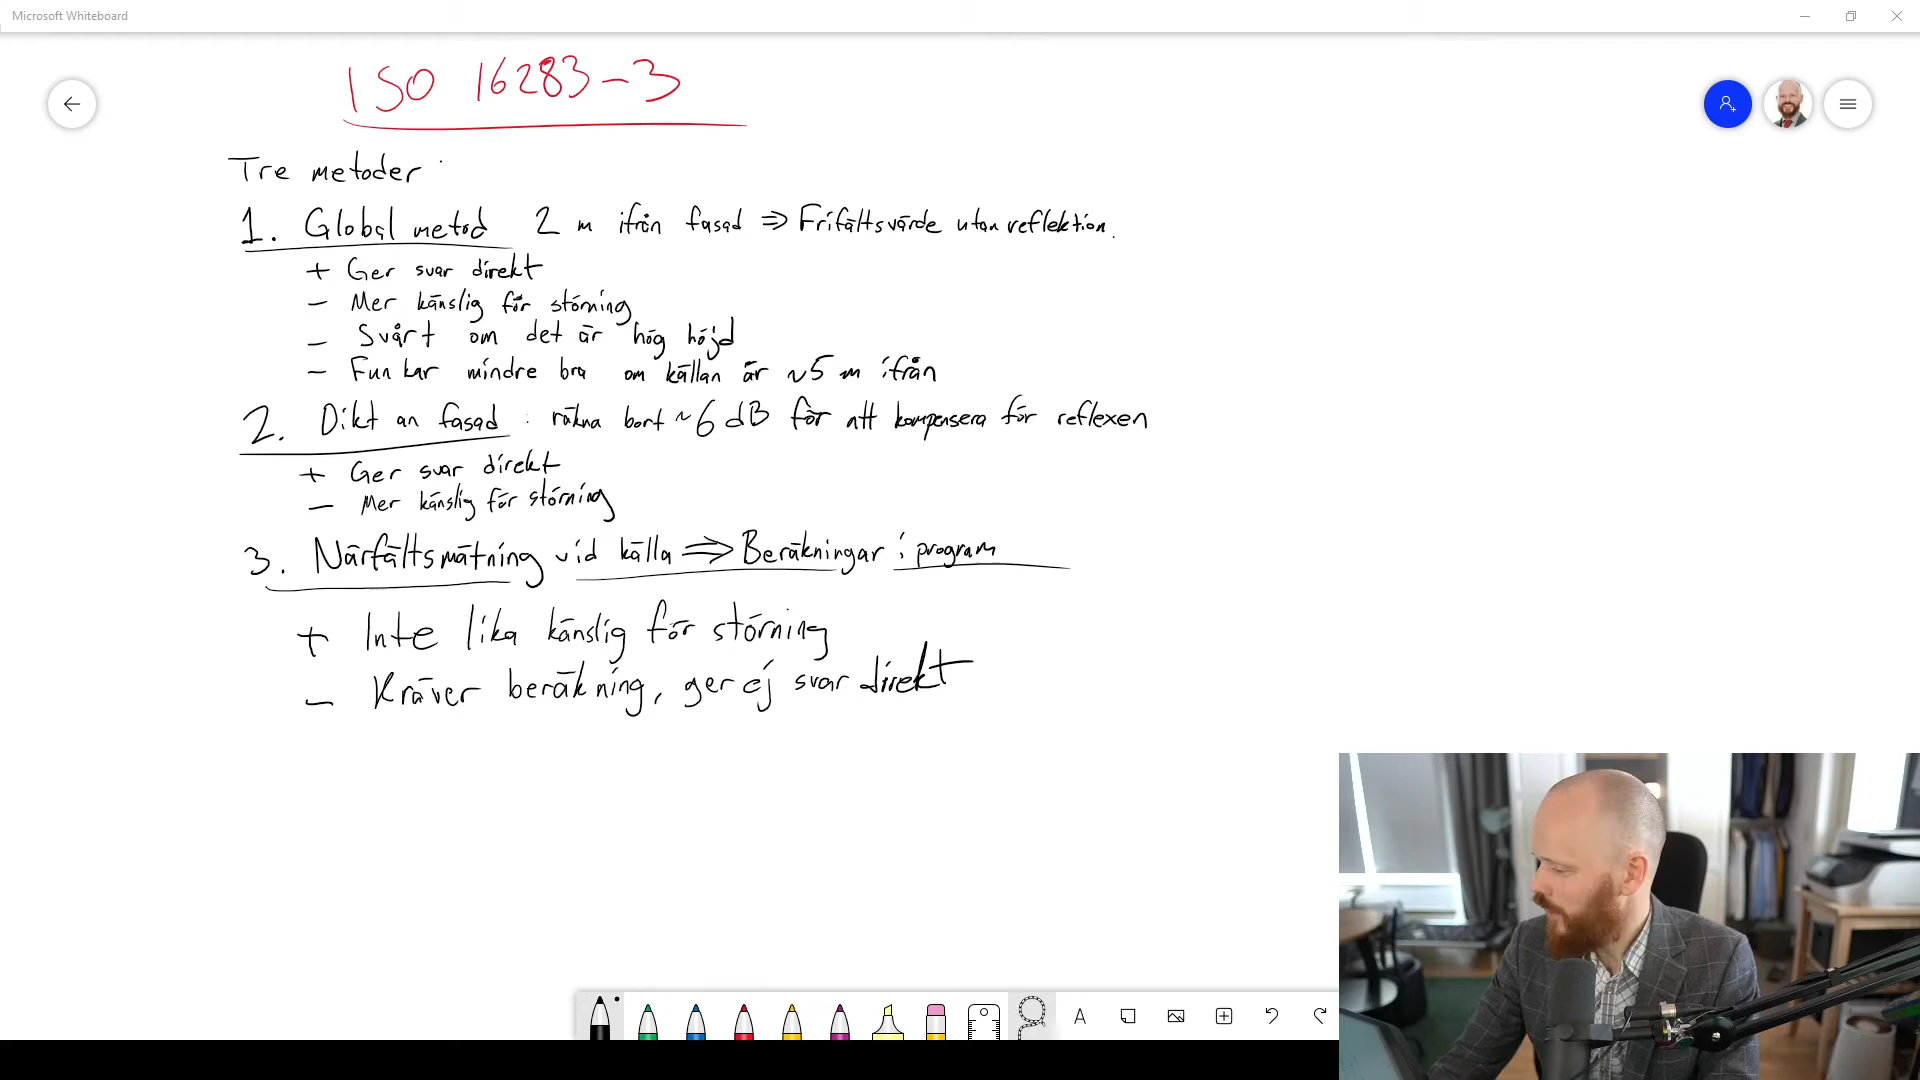 Microsoft Whiteboard
ISO 16283-3
Tre metoder:
1. Global metod 2 m ifrån fasad => Frifältsvärde utan reflektion.
+ Ger svar direkt
- Mer känslig för störning
- Svårt om det är hög höjd
- Funkar mindre bra om källan är ~5 m ifrån
2. Dikt an fasad : räkna bort ~6 dB för att kompensera för reflexen
+ Ger svar direkt
- Mer känslig för störning
3. Närfältsmätning vid källa => Beräkningar i program
+ Inte lika känslig för störning
- Kräver beräkning, ger ej svar direkt
A